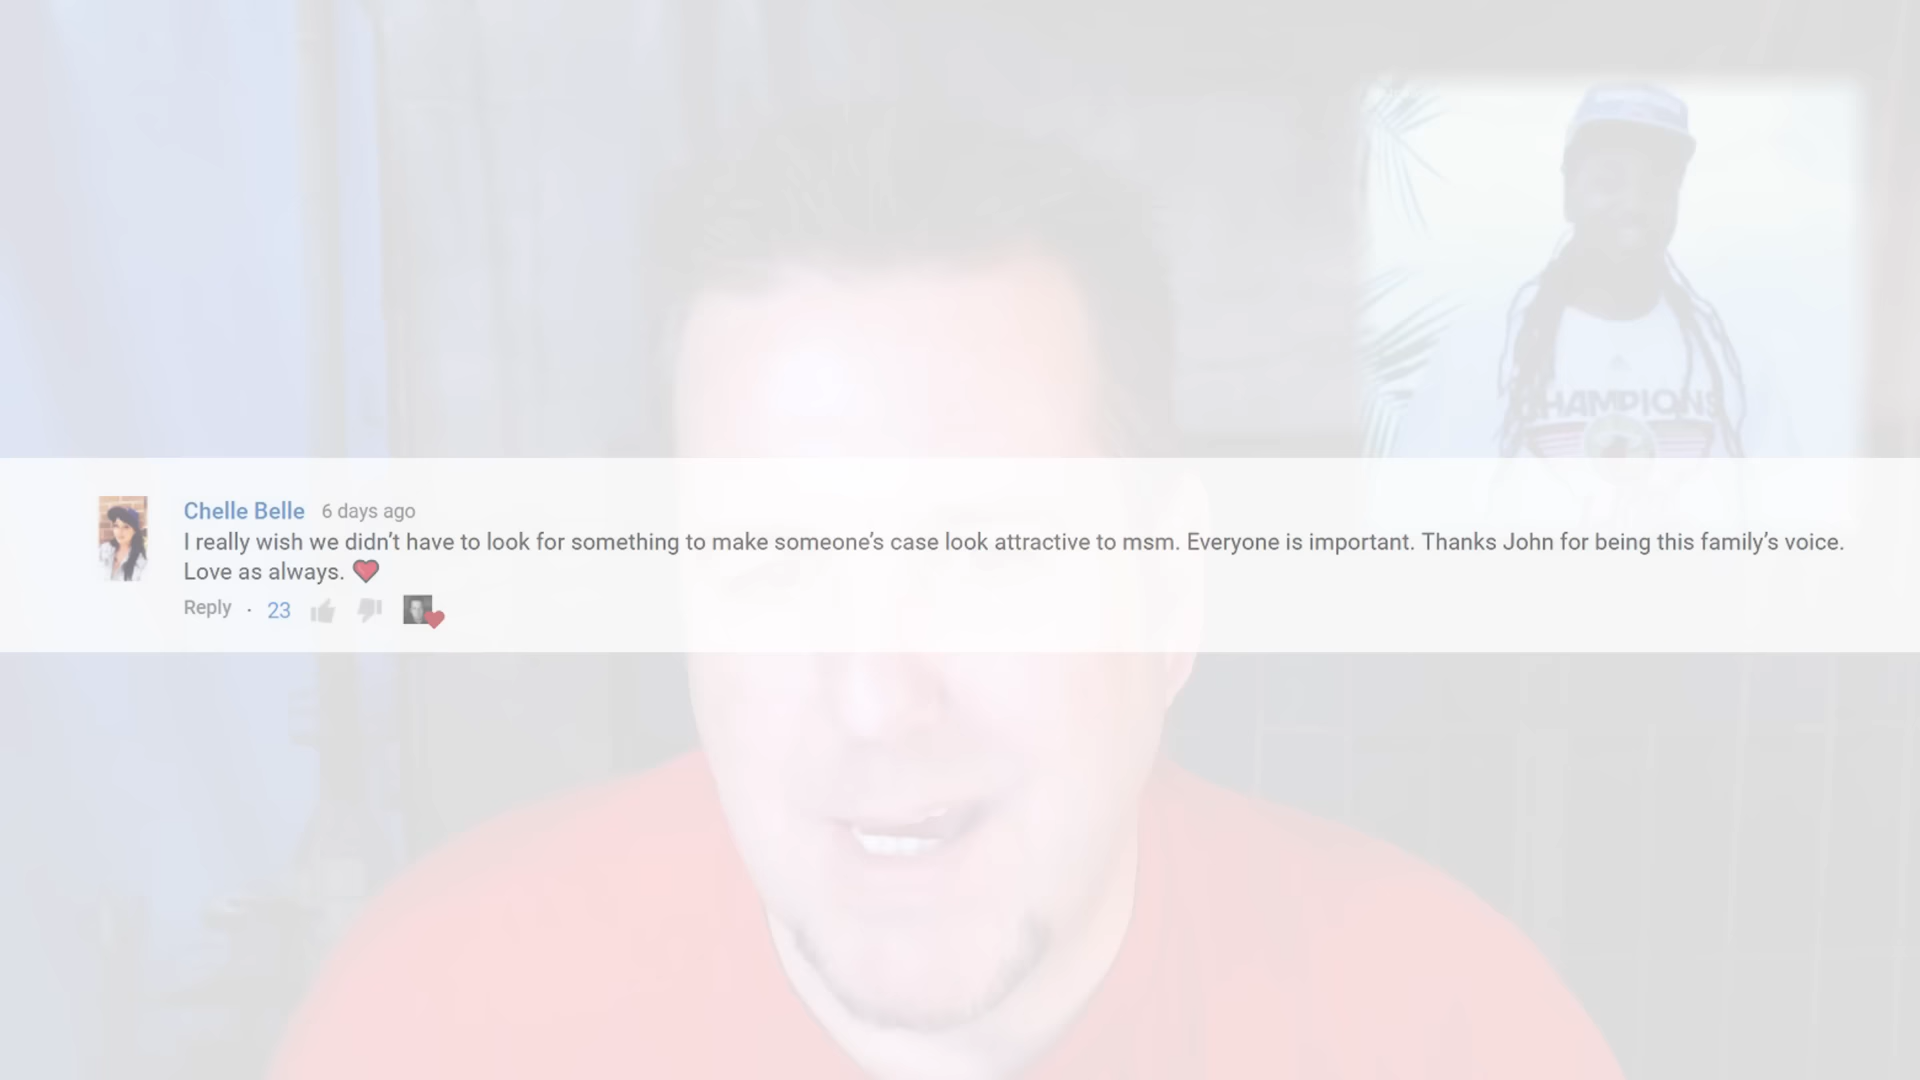 CHAMPIONS
Chelle Belle 6 days ago
I really wish we didn’t have to look for something to make someone’s case look attractive to msm. Everyone is important. Thanks John for being this family’s voice.
Love as always. ❤️
Reply · 23